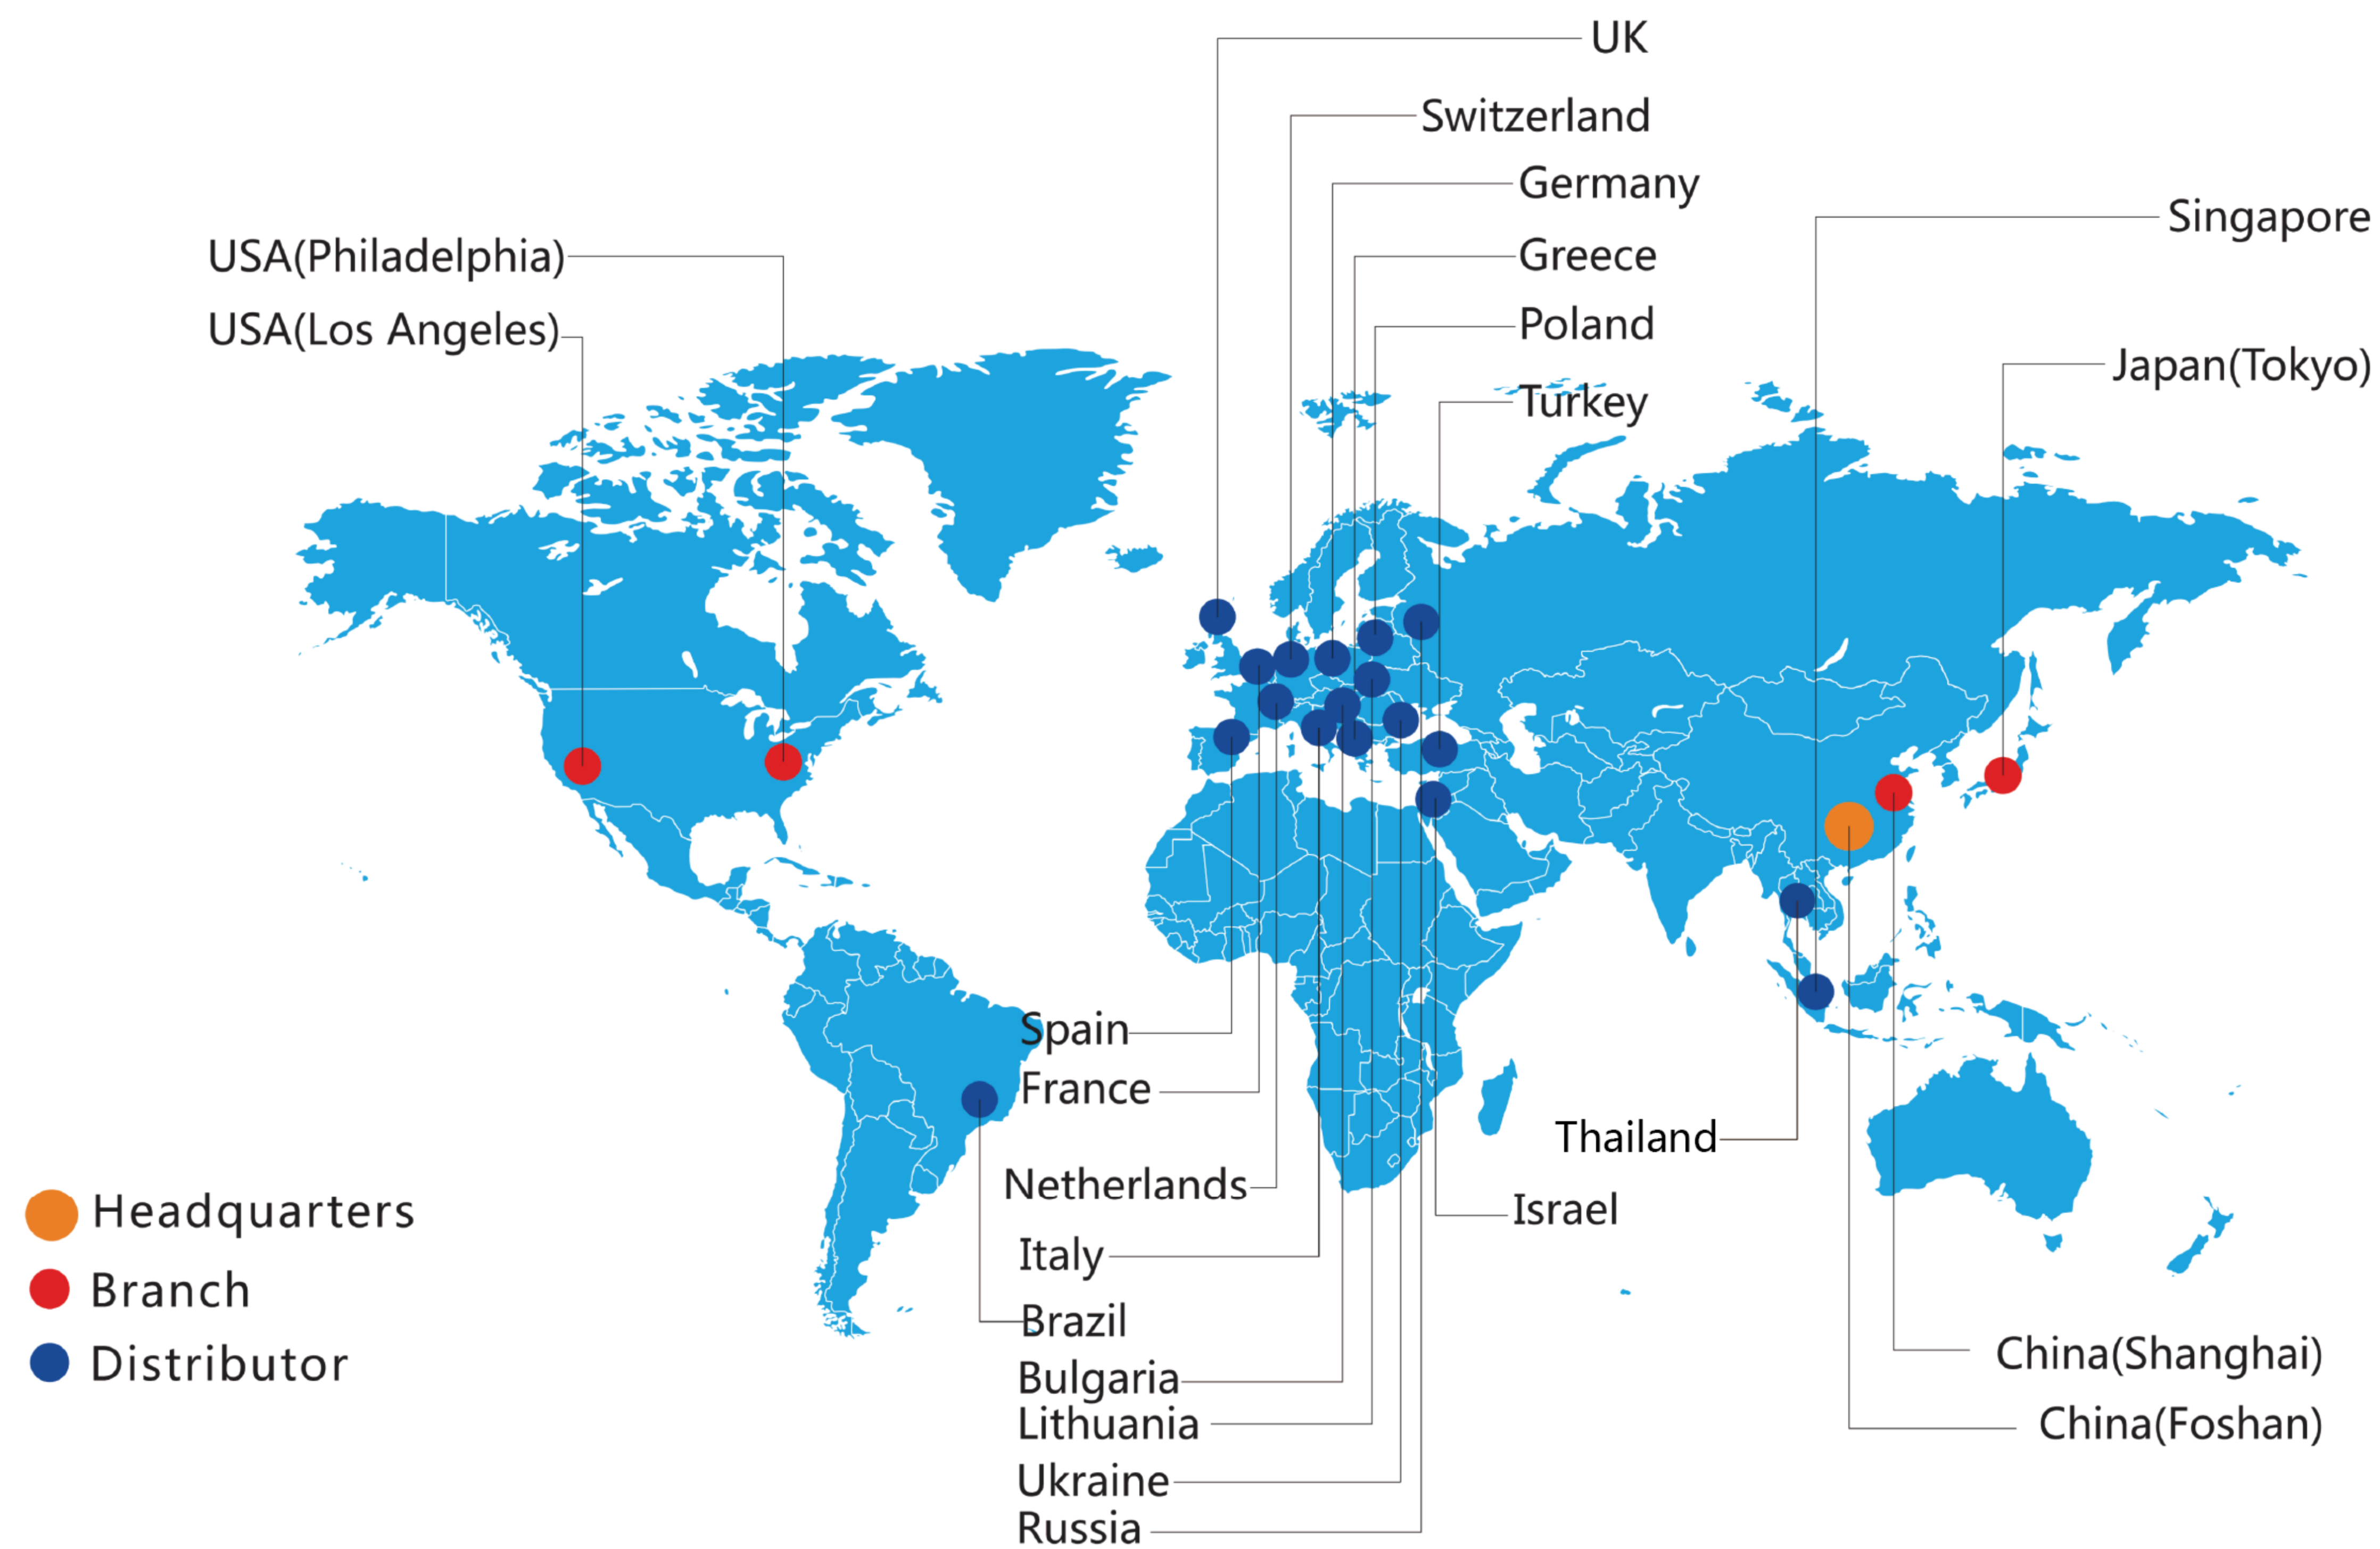 UK
Switzerland
Germany
Singapore
USA(Philadelphia)
Greece
USA(Los Angeles)
Poland
Japan(Tokyo)
Turkey
Spain
France
Thailand
Netherlands
Israel
Headquarters
Italy
Branch
Brazil
China(Shanghai)
Distributor
Bulgaria
Lithuania
China(Foshan)
Ukraine
Russia